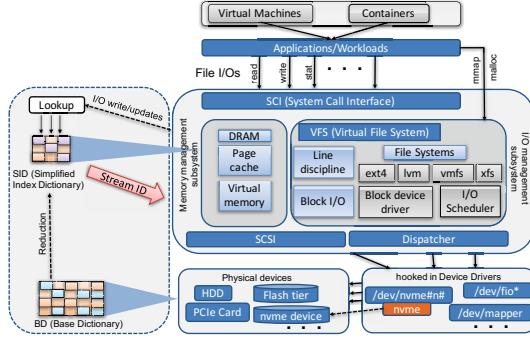 Virtual Machines
Containers
Applications/Workloads
File I/Os
read
write
stat
. . .
mmap
malloc
Lookup
I/O write/updates
SCI (System Call Interface)
SID (Simplified
Index Dictionary)
Stream ID
Memory management
subsystem
DRAM
Page
cache
Virtual
memory
VFS (Virtual File System)
Line
discipline
File Systems
ext4
lvm
vmfs
xfs
Block I/O
Block device
driver
I/O
Scheduler
I/O management
subsystem
Reduction
SCSI
Dispatcher
BD (Base Dictionary)
Physical devices
HDD
Flash tier
PCIe Card
nvme device
. . .
hooked in Device Drivers
/dev/nvme#n#
nvme
/dev/fio*
/dev/mapper
. . .